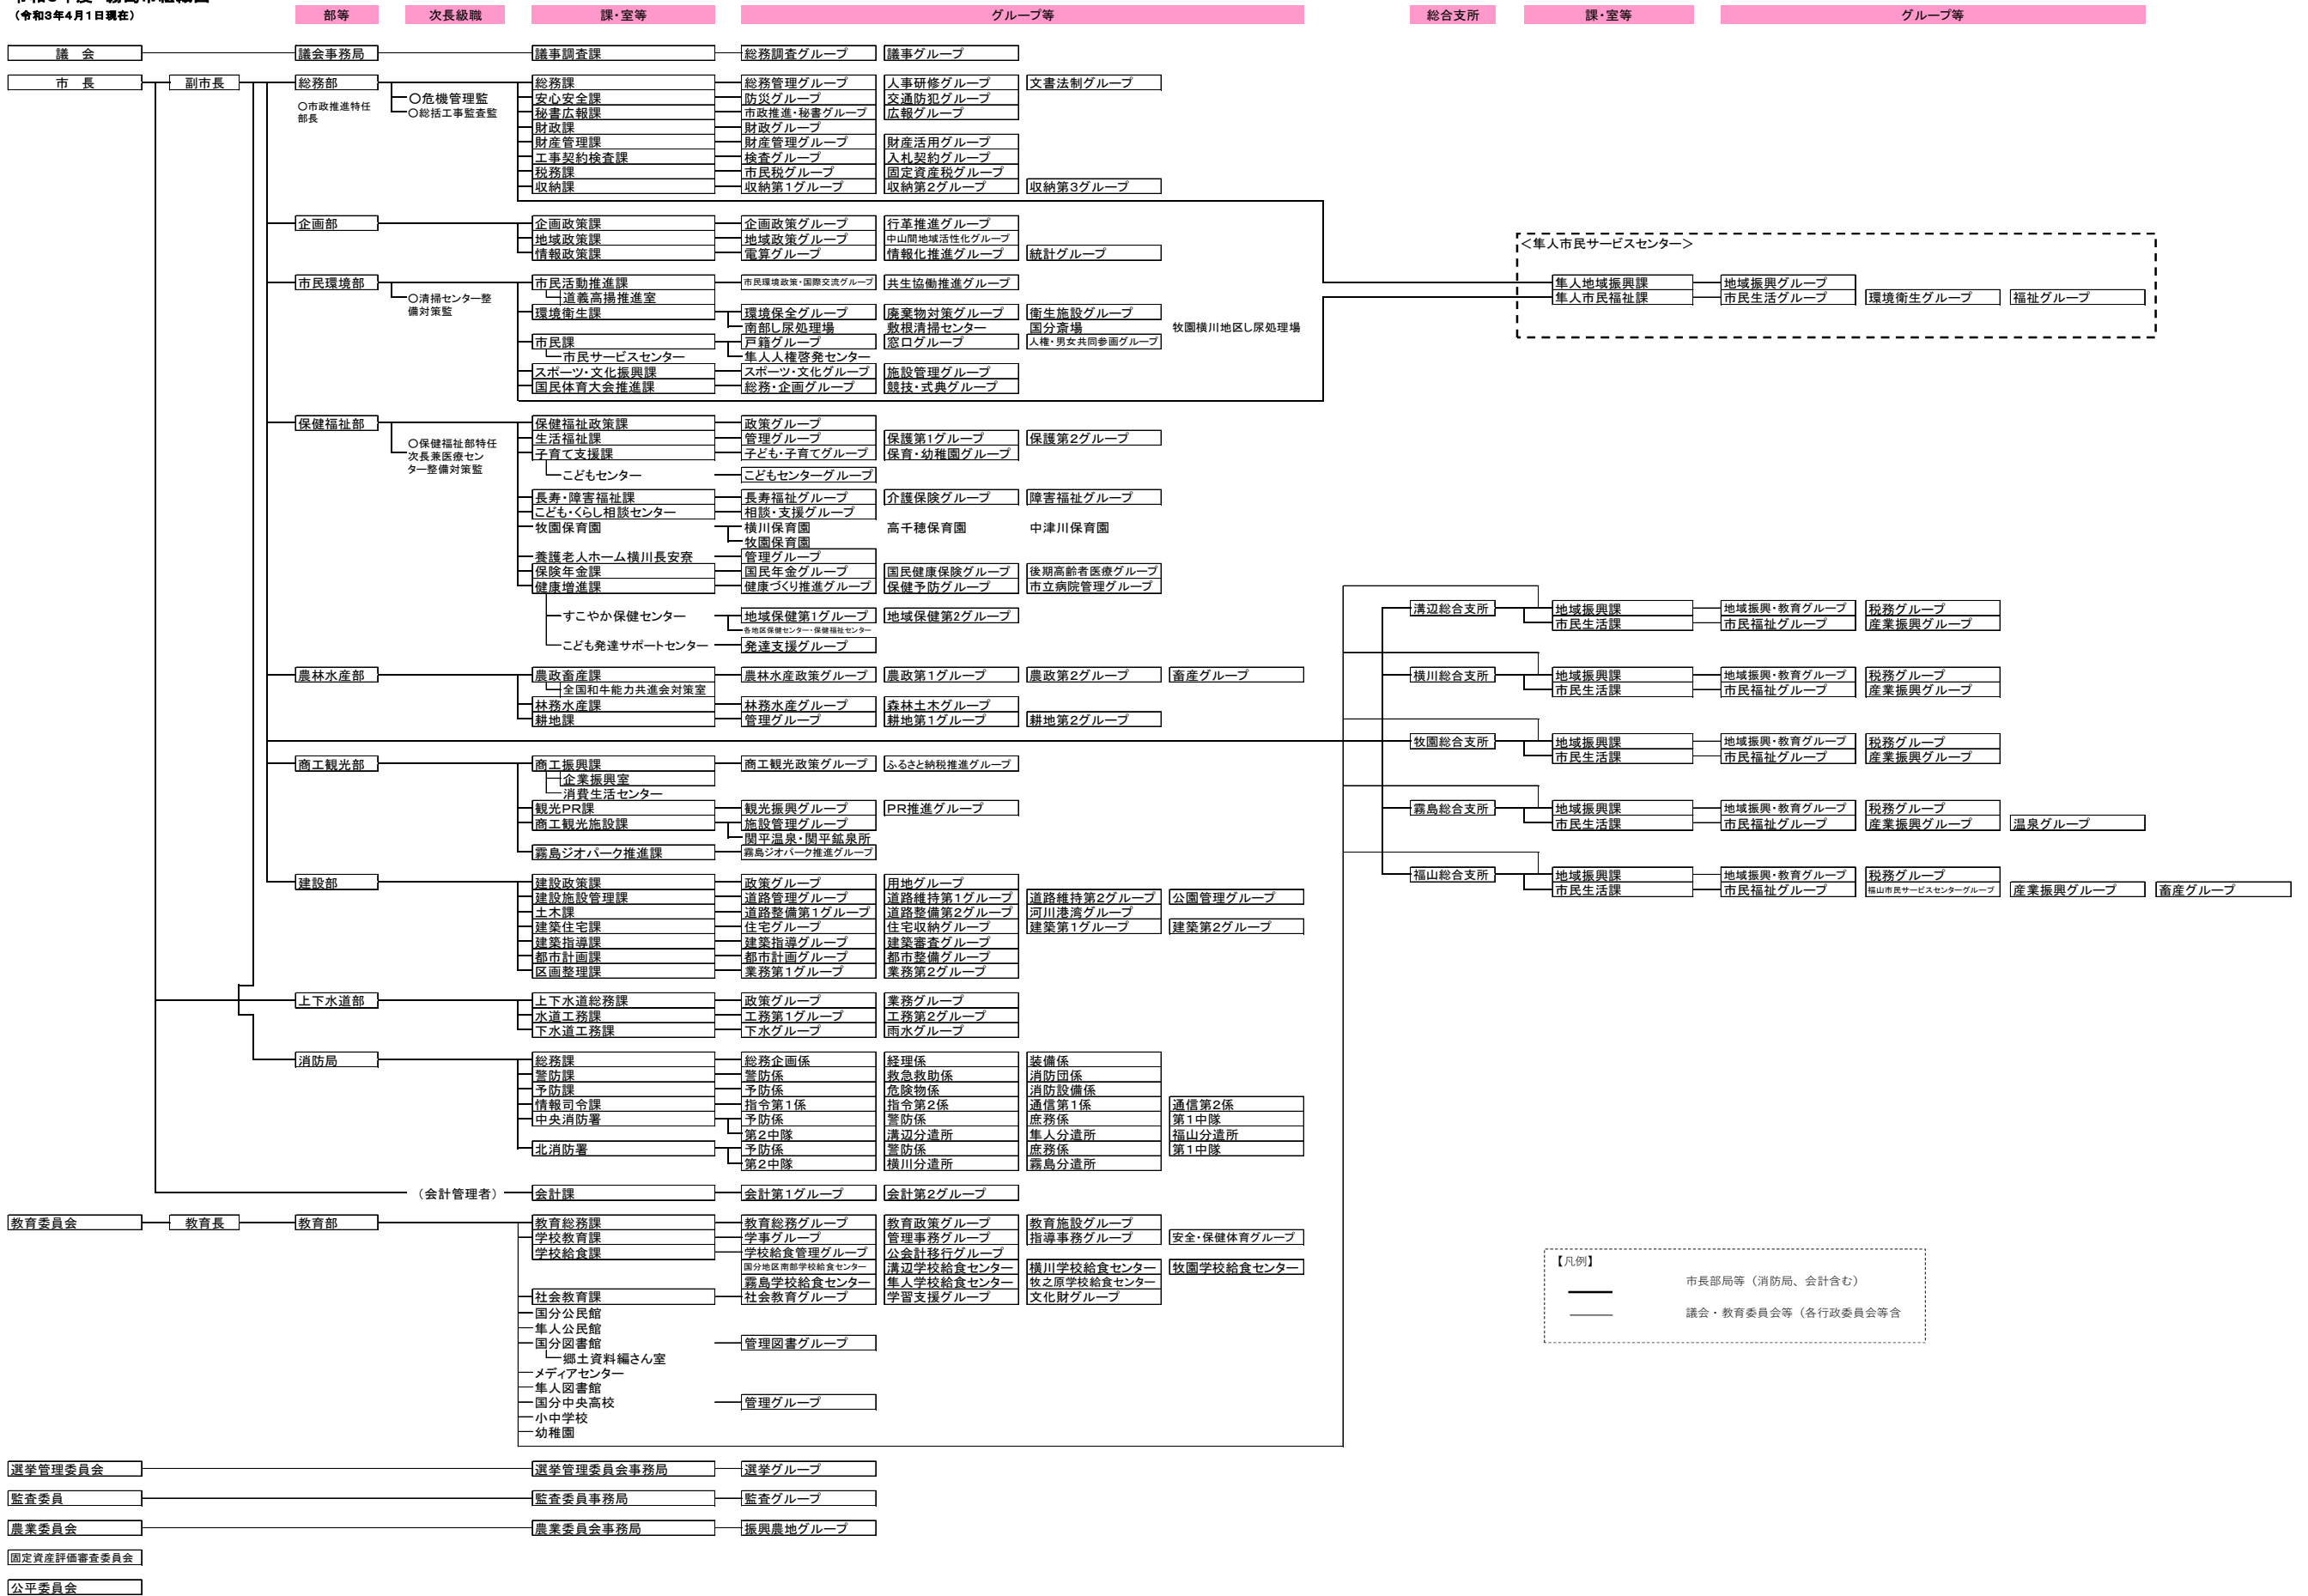 (令和3年4月1日現在)
部等 次長級職 課・室等 グループ等 総合支所 課・室等 グループ等
議 会 議会事務局 議事調査課 総務調査グループ 議事グループ
市 長 副市長 総務部 総務課 総務管理グループ 人事研修グループ 文書法制グループ
○市政推進特任部長 ○危機管理監 安心安全課 防災グループ 交通防犯グループ
○総括工事監査監 秘書広報課 市政推進・秘書グループ 広報グループ
財政課 財政グループ
財産管理課 財産管理グループ 財産活用グループ
工事契約検査課 検査グループ 入札契約グループ
税務課 市民税グループ 固定資産税グループ
収納課 収納第1グループ 収納第2グループ 収納第3グループ
企画部 企画政策課 企画政策グループ 行革推進グループ
地域政策課 地域政策グループ 中山間地域活性化グループ
情報政策課 電算グループ 情報化推進グループ 統計グループ
<隼人市民サービスセンター>
市民環境部 市民活動推進課 市民環境政策・国際交流グループ 共生協働推進グループ 隼人地域振興課 地域振興グループ
○清掃センター整備対策監 道義高揚推進室 隼人市民福祉課 市民生活グループ 環境衛生グループ 福祉グループ
環境衛生課 環境保全グループ 廃棄物対策グループ 衛生施設グループ
南部し尿処理場 敷根清掃センター 国分斎場 牧園横川地区し尿処理場
市民課 戸籍グループ 窓口グループ 人権・男女共同参画グループ
市民サービスセンター 隼人人権啓発センター
スポーツ・文化振興課 スポーツ・文化グループ 施設管理グループ
国民体育大会推進課 総務・企画グループ 競技・式典グループ
保健福祉部 保健福祉政策課 政策グループ
○保健福祉部特任次長兼医療センター整備対策監 生活福祉課 管理グループ 保護第1グループ 保護第2グループ
子育て支援課 子ども・子育てグループ 保育・幼稚園グループ
こどもセンター こどもセンターグループ
長寿・障害福祉課 長寿福祉グループ 介護保険グループ 障害福祉グループ
こども・くらし相談センター 相談・支援グループ
牧園保育園 横川保育園 高千穂保育園 中津川保育園
牧園保育園
養護老人ホーム横川長安寮 管理グループ
保険年金課 国民年金グループ 国民健康保険グループ 後期高齢者医療グループ
健康増進課 健康づくり推進グループ 保健予防グループ 市立病院管理グループ
すこやか保健センター 地域保健第1グループ 地域保健第2グループ 溝辺総合支所 地域振興課 地域振興・教育グループ 税務グループ
各地区保健センター・保健福祉センター 市民生活課 市民福祉グループ 産業振興グループ
こども発達サポートセンター 発達支援グループ
農林水産部 農政畜産課 農林水産政策グループ 農政第1グループ 農政第2グループ 畜産グループ 横川総合支所 地域振興課 地域振興・教育グループ 税務グループ
全国和牛能力共進会対策室 市民生活課 市民福祉グループ 産業振興グループ
林務水産課 林務水産グループ 森林土木グループ
耕地課 管理グループ 耕地第1グループ 耕地第2グループ
牧園総合支所 地域振興課 地域振興・教育グループ 税務グループ
市民生活課 市民福祉グループ 産業振興グループ
商工観光部 商工振興課 商工観光政策グループ ふるさと納税推進グループ
企業振興室
消費生活センター
観光PR課 観光振興グループ PR推進グループ 霧島総合支所 地域振興課 地域振興・教育グループ 税務グループ
商工観光施設課 施設管理グループ 市民生活課 市民福祉グループ 産業振興グループ 温泉グループ
関平温泉・関平鉱泉所
霧島ジオパーク推進課 霧島ジオパーク推進グループ
福山総合支所 地域振興課 地域振興・教育グループ 税務グループ
建設部 建設政策課 政策グループ 用地グループ 市民生活課 市民福祉グループ 福山市民サービスセンターグループ 産業振興グループ 畜産グループ
建設施設管理課 道路管理グループ 道路維持第1グループ 道路維持第2グループ 公園管理グループ
土木課 道路整備第1グループ 道路整備第2グループ 河川港湾グループ
建築住宅課 住宅グループ 住宅収納グループ 建築第1グループ 建築第2グループ
建築指導課 建築指導グループ 建築審査グループ
都市計画課 都市計画グループ 都市整備グループ
区画整理課 業務第1グループ 業務第2グループ
上下水道部 上下水道総務課 政策グループ 業務グループ
水道工務課 工務第1グループ 工務第2グループ
下水道工務課 下水グループ 雨水グループ
消防局 総務課 総務企画係 経理係 装備係
警防課 警防係 救急救助係 消防団係
予防課 予防係 危険物係 消防設備係
情報司令課 指令第1係 指令第2係 通信第1係 通信第2係
中央消防署 予防係 警防係 庶務係 第1中隊
第2中隊 溝辺分遣所 隼人分遣所 福山分遣所
北消防署 予防係 警防係 庶務係 第1中隊
第2中隊 横川分遣所 霧島分遣所
(会計管理者) 会計課 会計第1グループ 会計第2グループ
教育委員会 教育長 教育部 教育総務課 教育総務グループ 教育政策グループ 教育施設グループ
学校教育課 学事グループ 管理事務グループ 指導事務グループ 安全・保健体育グループ
学校給食課 学校給食管理グループ 公会計移行グループ
国分地区南部学校給食センター 溝辺学校給食センター 横川学校給食センター 牧園学校給食センター
霧島学校給食センター 隼人学校給食センター 牧之原学校給食センター
社会教育課 社会教育グループ 学習支援グループ 文化財グループ
国分公民館
隼人公民館
国分図書館 管理図書グループ
郷土資料編さん室
メディアセンター
隼人図書館
国分中央高校 管理グループ
小中学校
幼稚園
【凡例】
市長部局等(消防局、会計含む)
議会・教育委員会等(各行政委員会等含
選挙管理委員会 選挙管理委員会事務局 選挙グループ
監査委員 監査委員事務局 監査グループ
農業委員会 農業委員会事務局 振興農地グループ
固定資産評価審査委員会
公平委員会